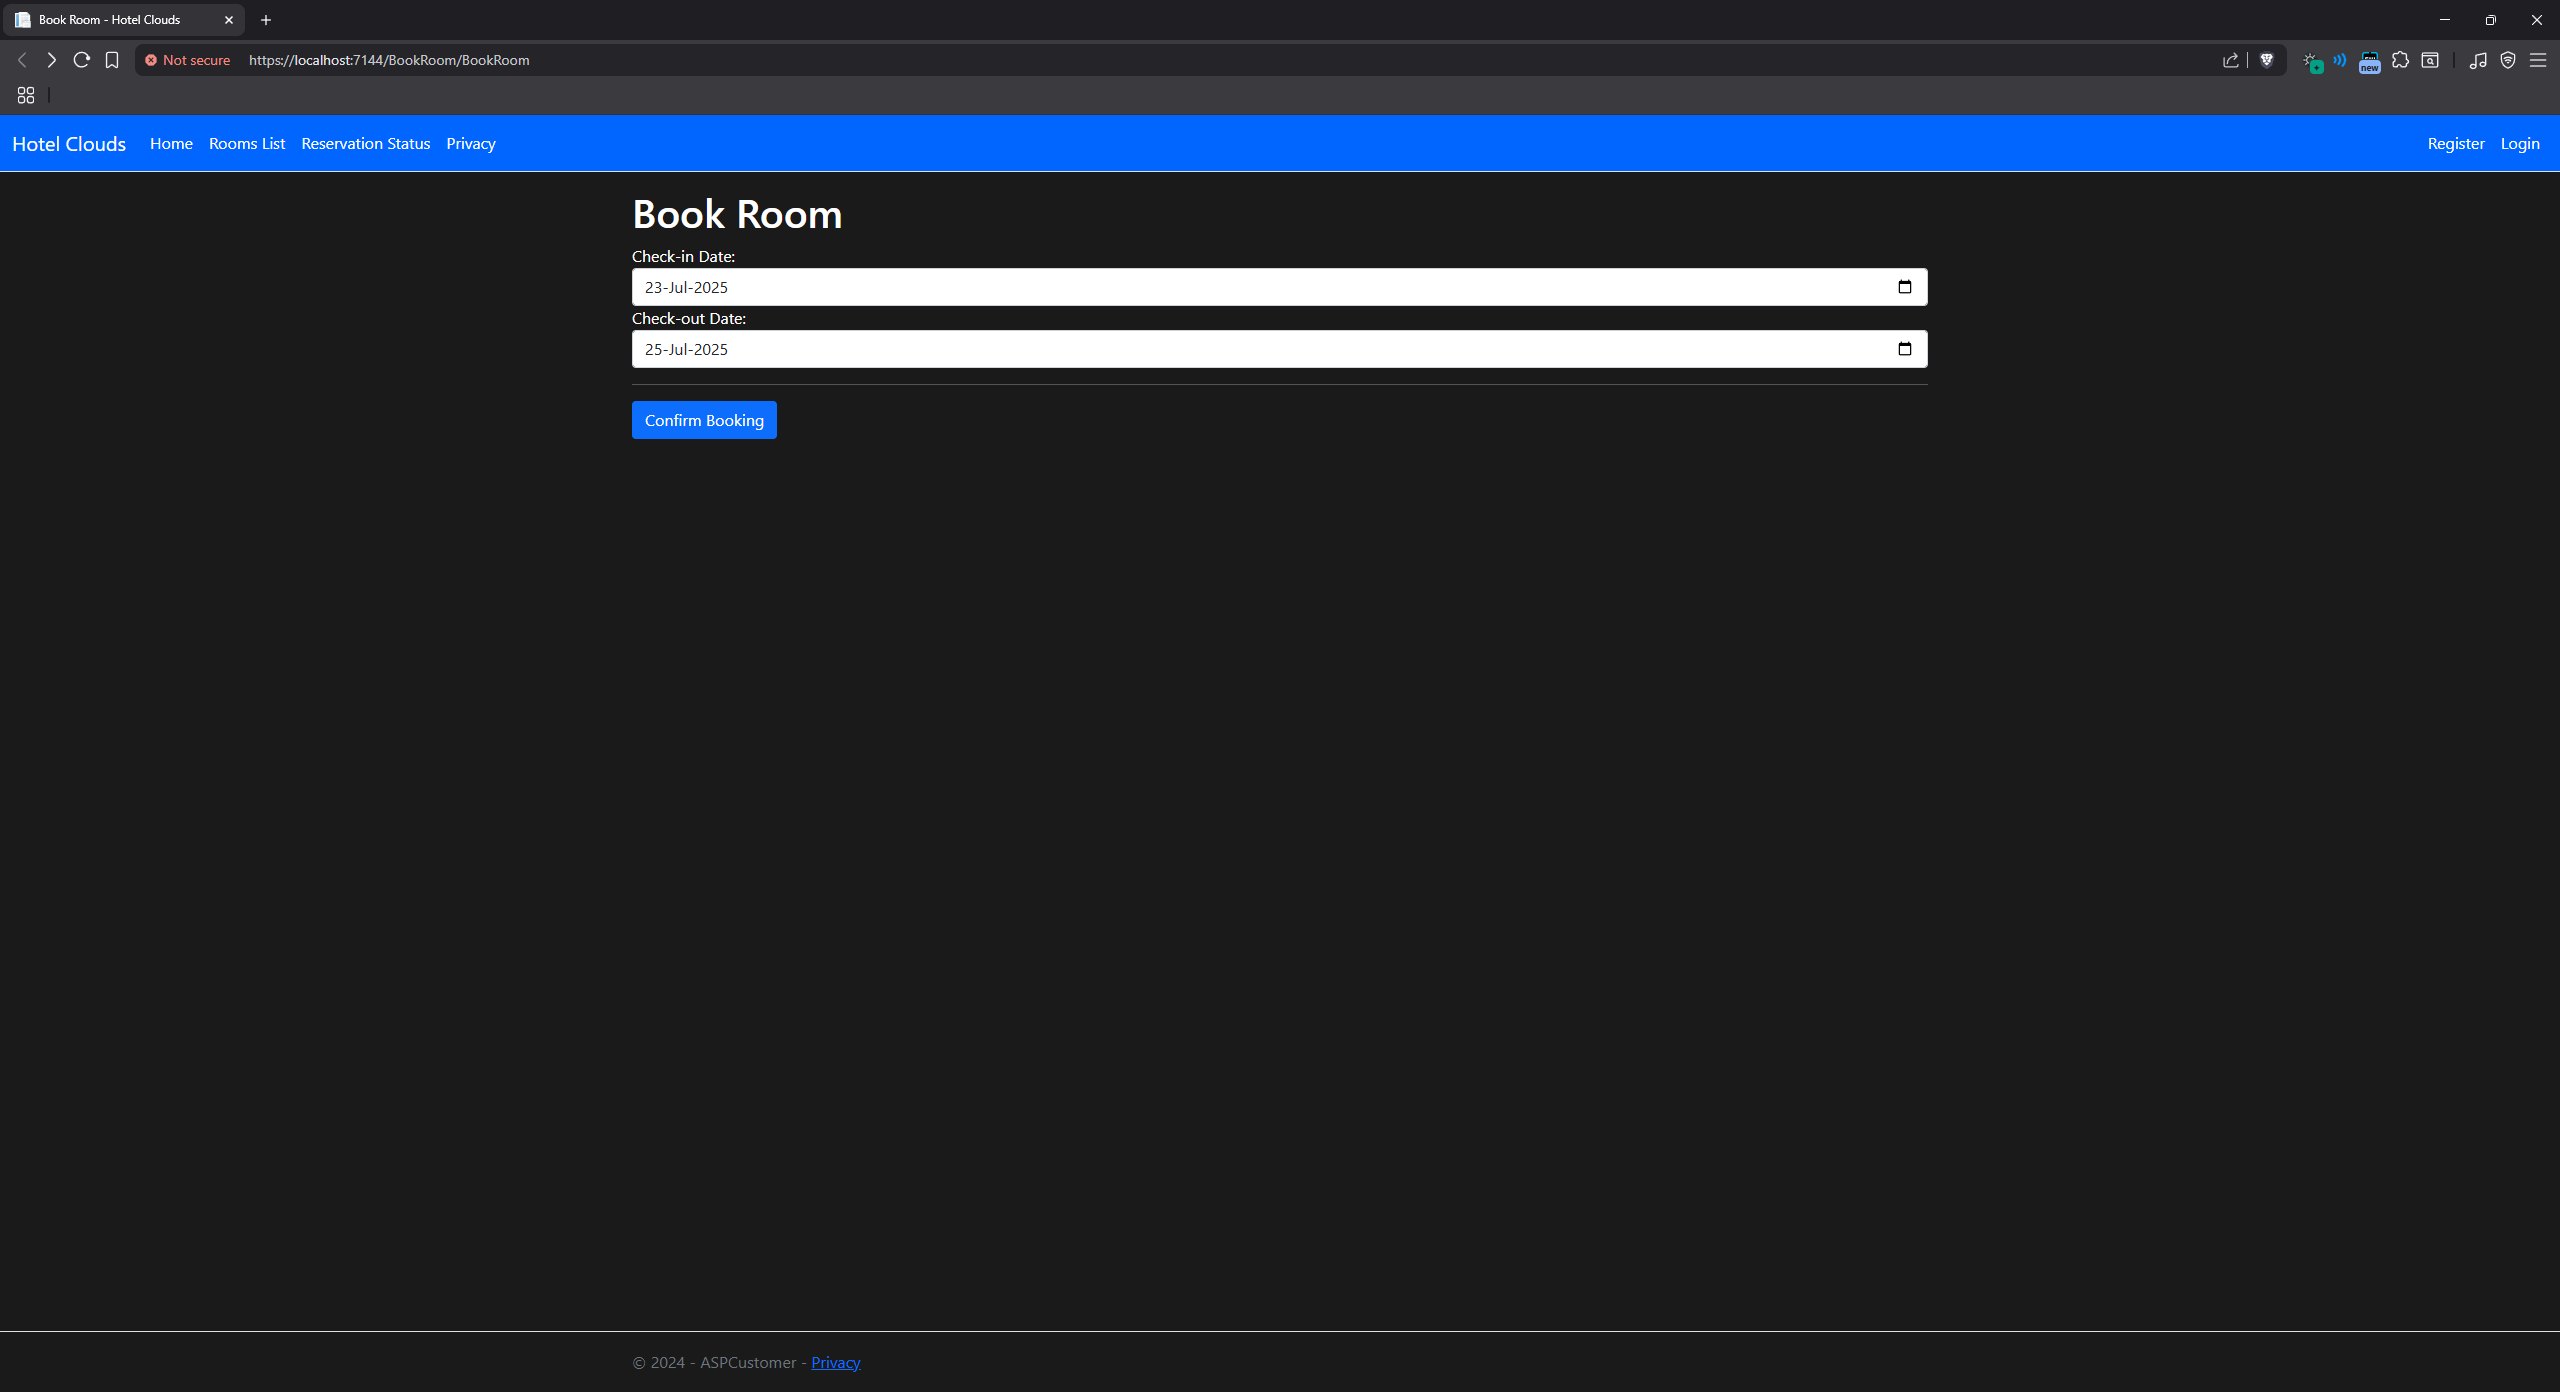 Book Room - Hotel Clouds
Not secure https://localhost:7144/BookRoom/BookRoom
new
Hotel Clouds Home Rooms List Reservation Status Privacy Register Login
Book Room
Check-in Date:
23-Jul-2025
Check-out Date:
25-Jul-2025
Confirm Booking
© 2024 - ASPCustomer - Privacy